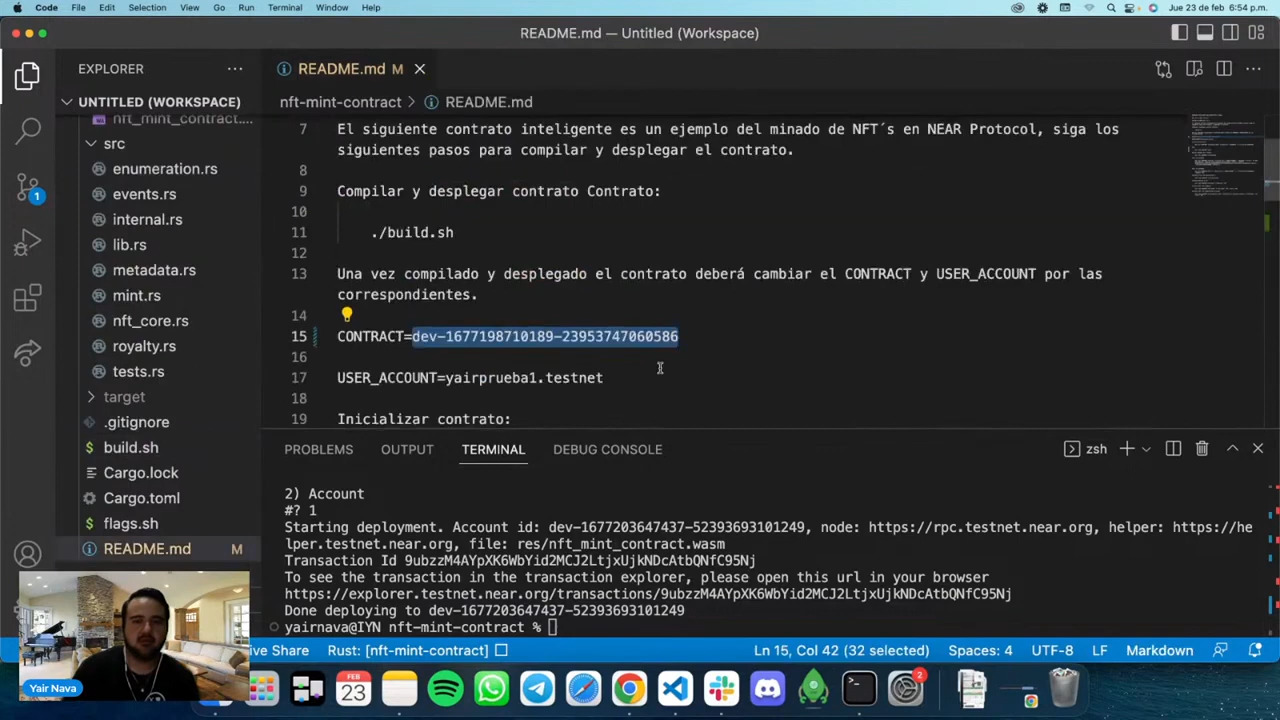 Code File Edit Selection View Go Run Terminal Window Help Jue 23 de feb 6:54 p.m.
README.md — Untitled (Workspace)
EXPLORER
README.md M
UNTITLED (WORKSPACE)
nft-mint-contract > README.md
nft_mint_contract....
src
enumeration.rs
events.rs
internal.rs
lib.rs
metadata.rs
mint.rs
nft_core.rs
royalty.rs
tests.rs
target
.gitignore
build.sh
Cargo.lock
Cargo.toml
flags.sh
README.md M
1
7 El siguiente contrato inteligente es un ejemplo del minado de NFT´s en NEAR Protocol, siga los
siguientes pasos para compilar y desplegar el contrato.
8
9 Compilar y desplegar contrato Contrato:
10
11 ./build.sh
12
13 Una vez compilado y desplegado el contrato deberá cambiar el CONTRACT y USER_ACCOUNT por las
correspondientes.
14
15 CONTRACT=dev-1677198710189-23953747060586
16
17 USER_ACCOUNT=yairprueba1.testnet
18
19 Inicializar contrato:
PROBLEMS OUTPUT TERMINAL DEBUG CONSOLE zsh
2) Account
#? 1
Starting deployment. Account id: dev-1677203647437-52393693101249, node: https://rpc.testnet.near.org, helper: https://he
lper.testnet.near.org, file: res/nft_mint_contract.wasm
Transaction Id 9ubzzM4AYpXK6WbYid2MCJ2LtjxUjkNDcAtbQNfC95Nj
To see the transaction in the transaction explorer, please open this url in your browser
https://explorer.testnet.near.org/transactions/9ubzzM4AYpXK6WbYid2MCJ2LtjxUjkNDcAtbQNfC95Nj
Done deploying to dev-1677203647437-52393693101249
yairnava@IYN nft-mint-contract %
ive Share Rust: [nft-mint-contract] Ln 15, Col 42 (32 selected) Spaces: 4 UTF-8 LF Markdown
Yair Nava
FEB
23
2